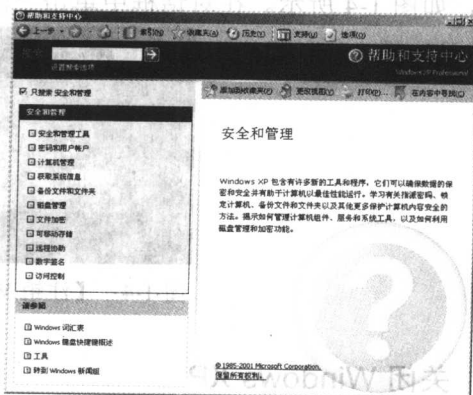 帮助和支持中心
上一步 索引(N) 收藏夹(A) 历史(Y) 支持(U) 选项(O)
设置搜索选项
帮助和支持中心
Windows XP Professional
只搜索 安全和管理
添加到收藏夹(F) 更改视图(V) 打印(P)... 在内容中寻找(C)
安全和管理
安全和管理工具
密码和用户帐户
计算机管理
获取系统信息
备份文件和文件夹
磁盘管理
文件加密
可移动存储
远程协助
数字签名
访问控制
请参阅
Windows 词汇表
Windows 键盘快捷键概述
工具
转到 Windows 新闻组
安全和管理
Windows XP 包含有许多新的工具和程序，它们可以确保数据的保
密和安全并有助于计算机以最佳性能运行。学习有关指派密码、锁
定计算机、备份文件和文件夹以及其他更多保护计算机内容安全的
方法。揭示如何管理计算机组件、服务和系统工具，以及如何利用
磁盘管理和加密功能。
© 1985-2001 Microsoft Corporation.
保留所有权利。